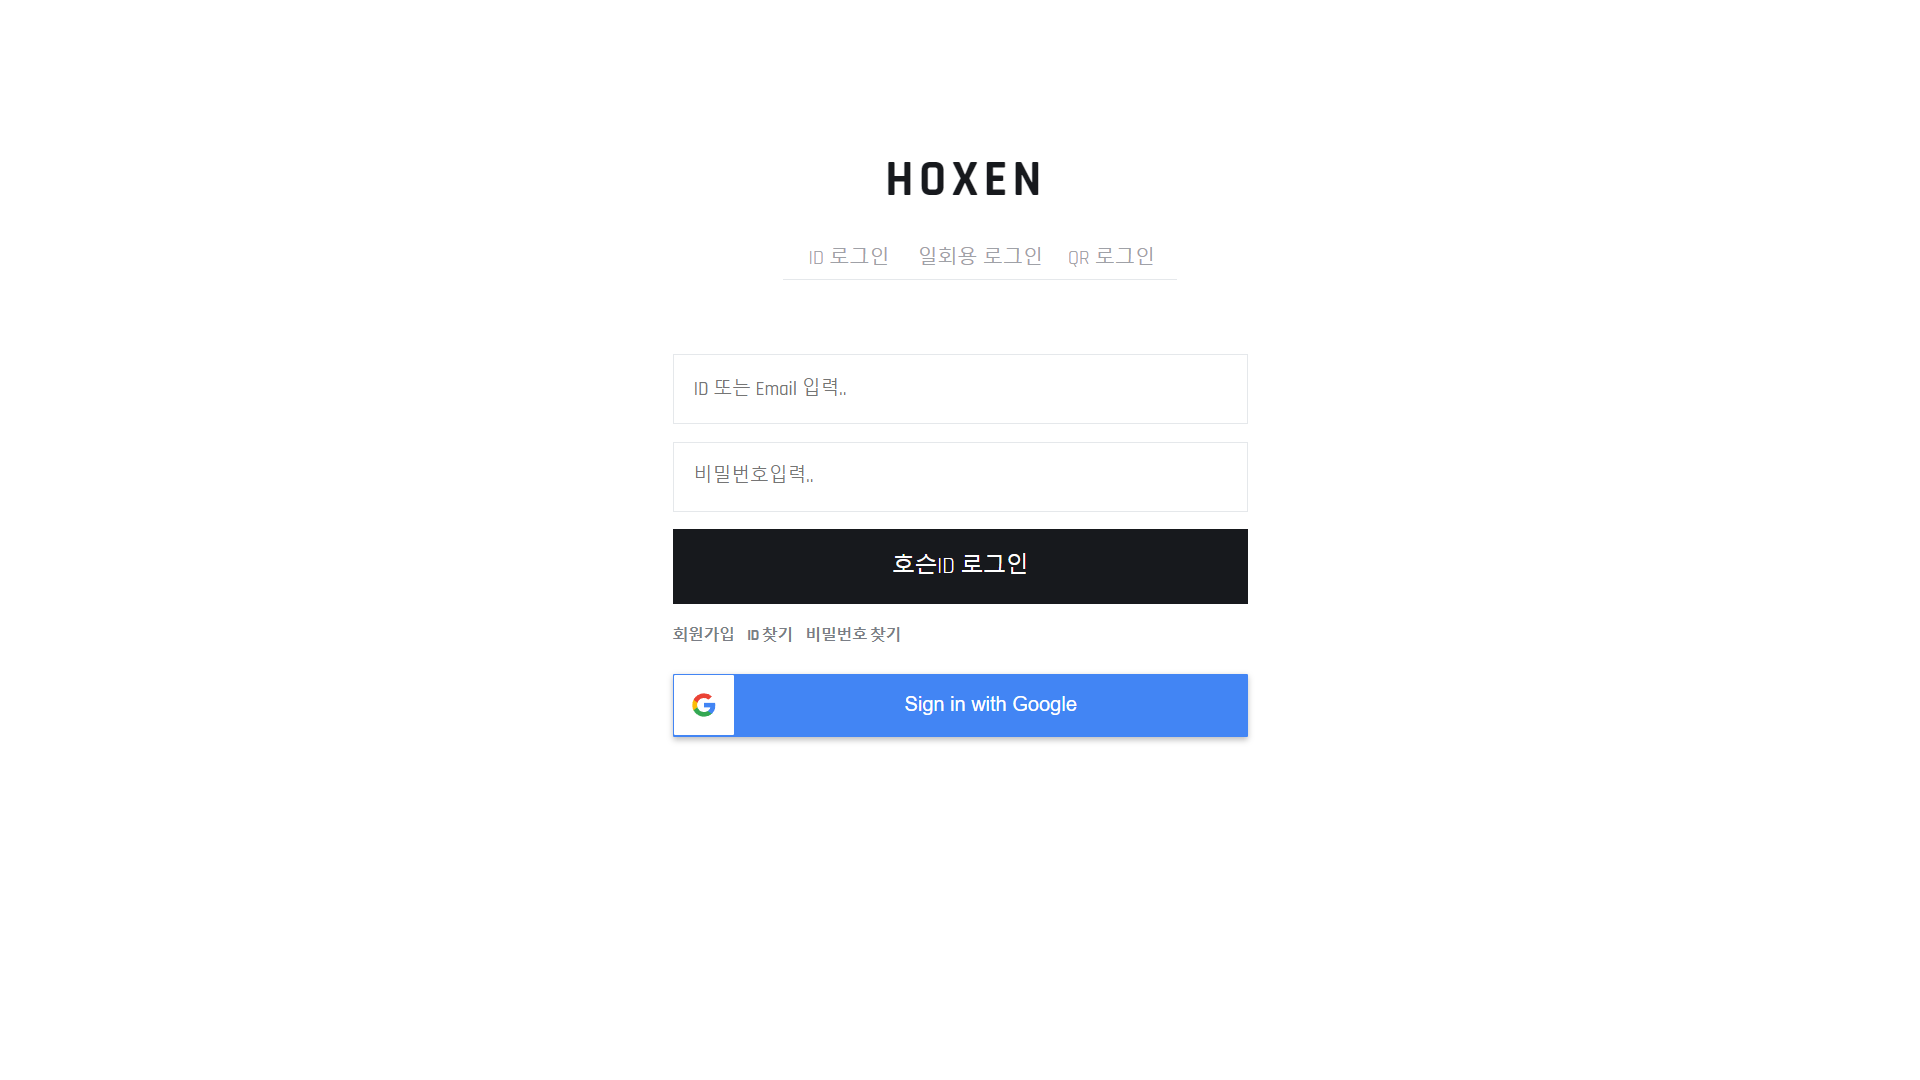 HOXEN
ID 로그인 일회용 로그인 QR 로그인
ID 또는 Email 입력..
비밀번호입력..
호슨ID 로그인
회원가입 ID 찾기 비밀번호 찾기
Sign in with Google